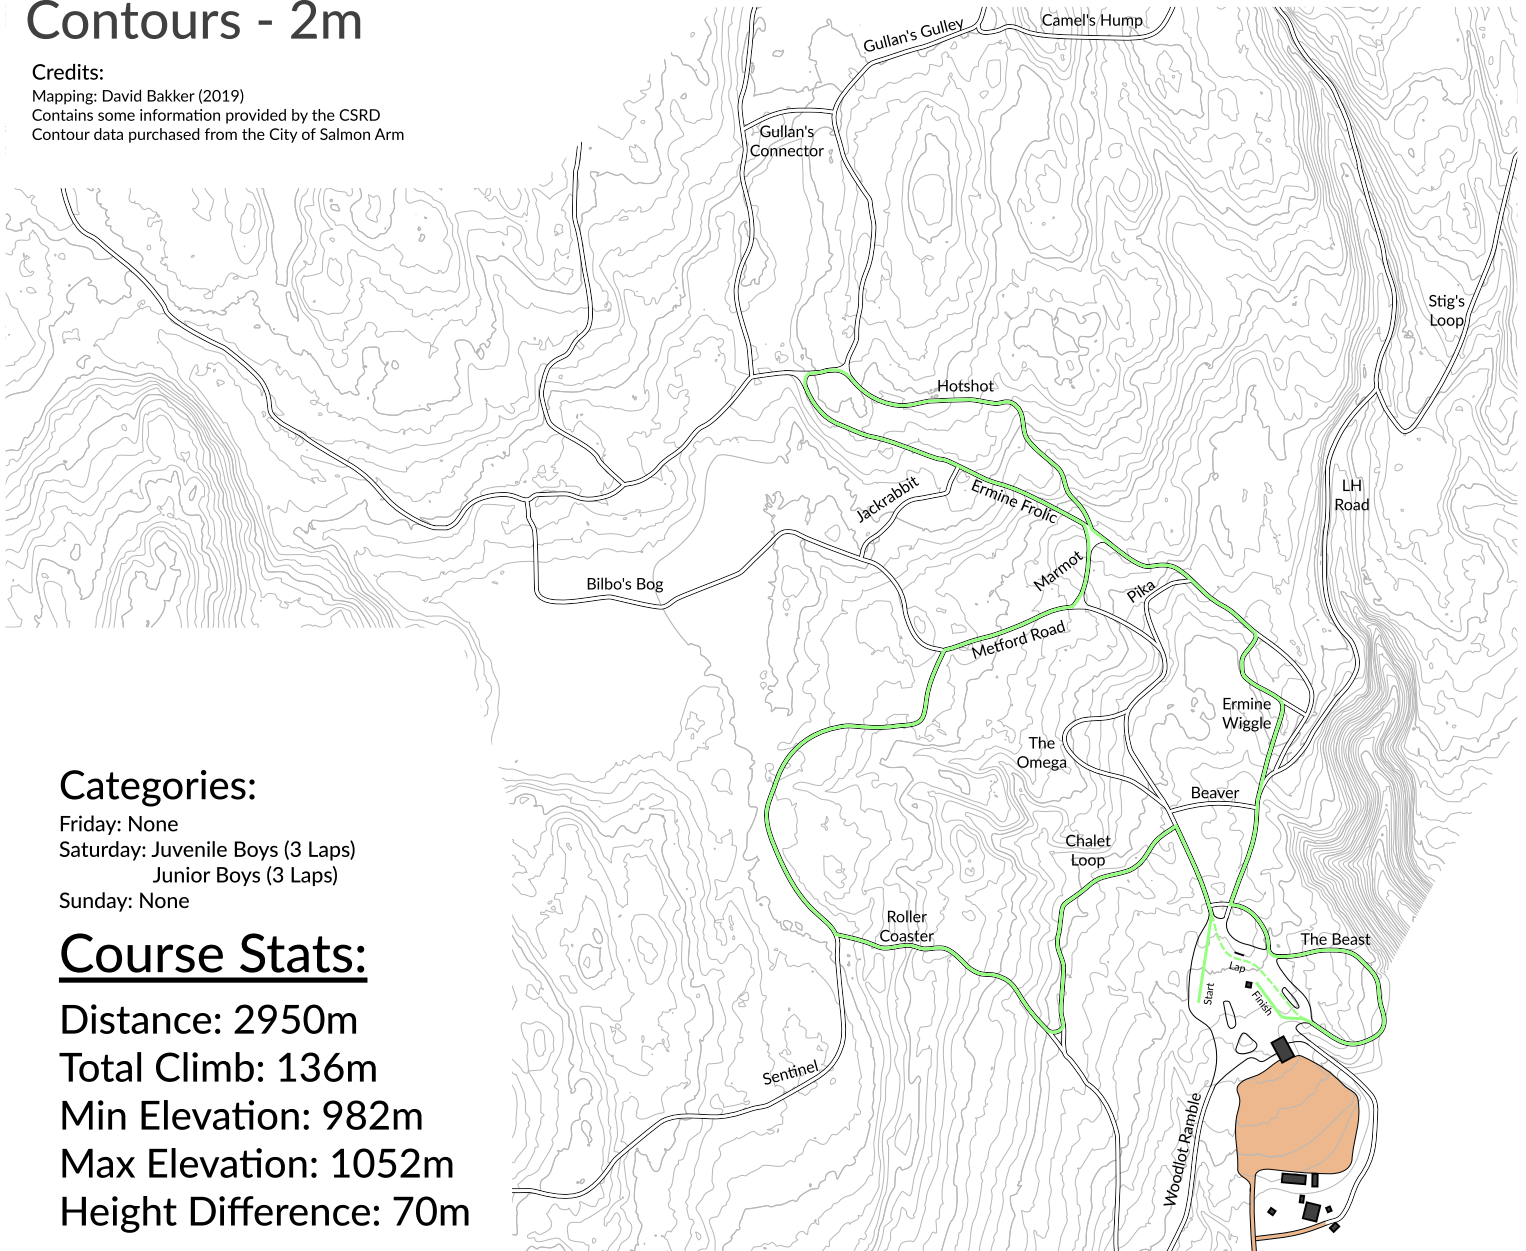 Contours - 2m
Credits:
Mapping: David Bakker (2019)
Contains some information provided by the CSRD
Contour data purchased from the City of Salmon Arm
Camel's Hump
Gullan's Gulley
Gullan's
Connector
Stig's
Loop
Hotshot
LH
Road
Jackrabbit
Ermine Frolic
Marmot
Pika
Bilbo's Bog
Metford Road
Ermine
Wiggle
The
Omega
Beaver
Chalet
Loop
Roller
Coaster
The Beast
Lap
Start
Finish
Sentinel
Woodlot Ramble
Categories:
Friday: None
Saturday: Juvenile Boys (3 Laps)
Junior Boys (3 Laps)
Sunday: None
Course Stats:
Distance: 2950m
Total Climb: 136m
Min Elevation: 982m
Max Elevation: 1052m
Height Difference: 70m